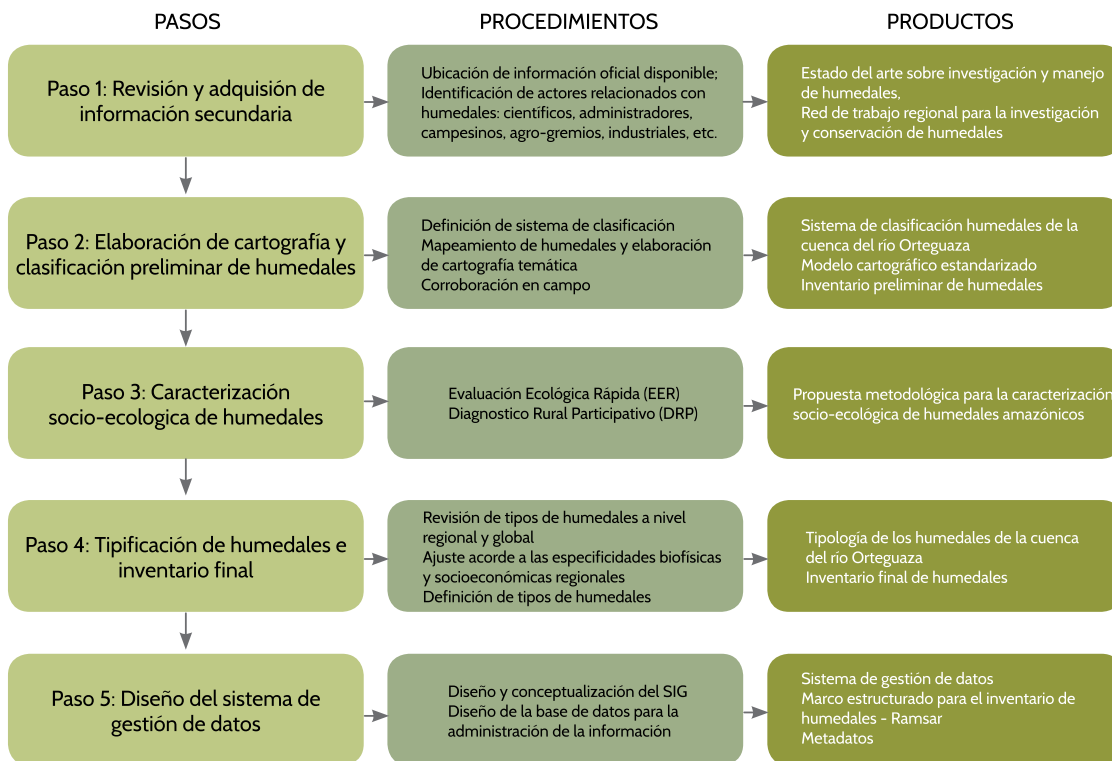 PASOS
PROCEDIMIENTOS
PRODUCTOS
Paso 1: Revisión y adquisión de
información secundaria
Ubicación de información oficial disponible;
Identificación de actores relacionados con
humedales: científicos, administradores,
campesinos, agro-gremios, industriales, etc.
Estado del arte sobre investigación y manejo
de humedales,
Red de trabajo regional para la investigación
y conservación de humedales
Paso 2: Elaboración de cartografía y
clasificación preliminar de humedales
Definición de sistema de clasificación
Mapeamiento de humedales y elaboración
de cartografía temática
Corroboración en campo
Sistema de clasificación humedales de la
cuenca del río Orteguaza
Modelo cartográfico estandarizado
Inventario preliminar de humedales
Paso 3: Caracterización
socio-ecologica de humedales
Evaluación Ecológica Rápida (EER)
Diagnostico Rural Participativo (DRP)
Propuesta metodológica para la caracterización
socio-ecológica de humedales amazónicos
Paso 4: Tipificación de humedales e
inventario final
Revisión de tipos de humedales a nivel
regional y global
Ajuste acorde a las especificidades biofísicas
y socioeconómicas regionales
Definición de tipos de humedales
Tipología de los humedales de la cuenca
del río Orteguaza
Inventario final de humedales
Paso 5: Diseño del sistema de
gestión de datos
Diseño y conceptualización del SIG
Diseño de la base de datos para la
administración de la información
Sistema de gestión de datos
Marco estructurado para el inventario de
humedales - Ramsar
Metadatos